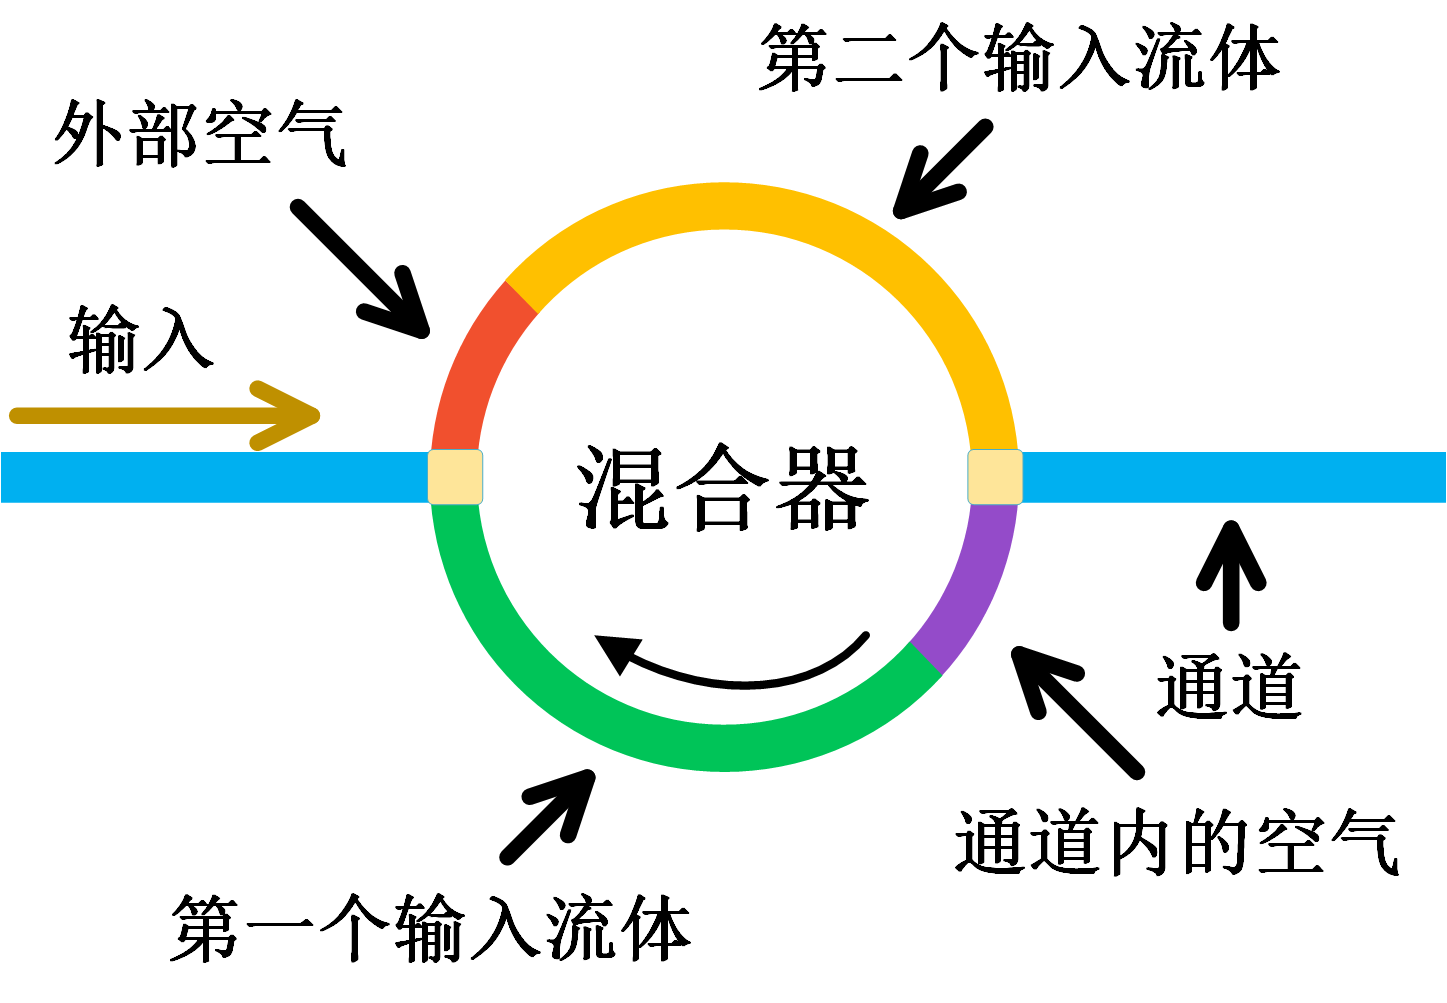 第二个输入流体
外部空气
输入
混合器
通道
通道内的空气
第一个输入流体